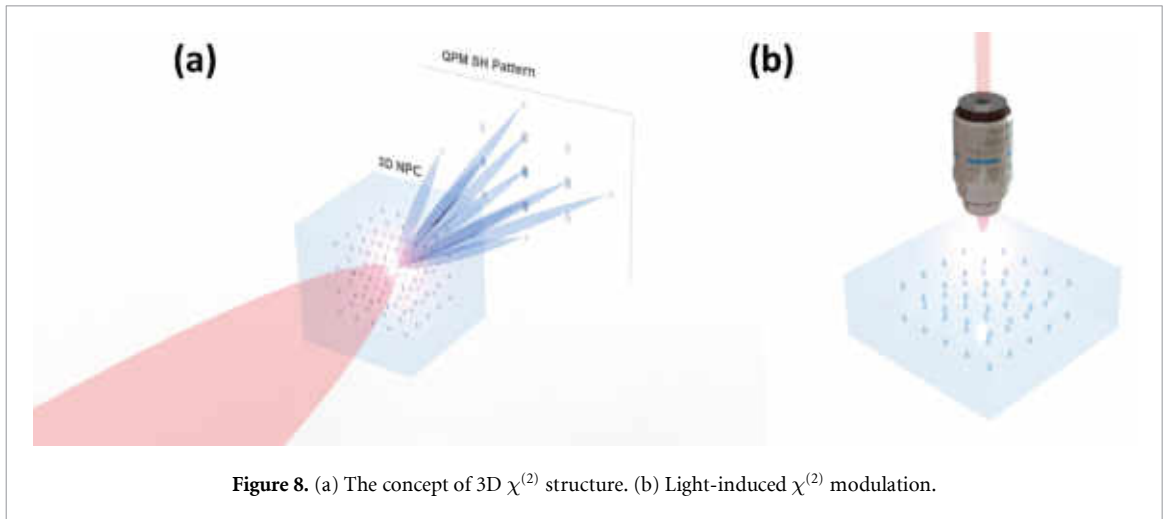 (a)
QPM SH Pattern
3D NPC
(b)
Figure 8. (a) The concept of 3D χ(2) structure. (b) Light-induced χ(2) modulation.